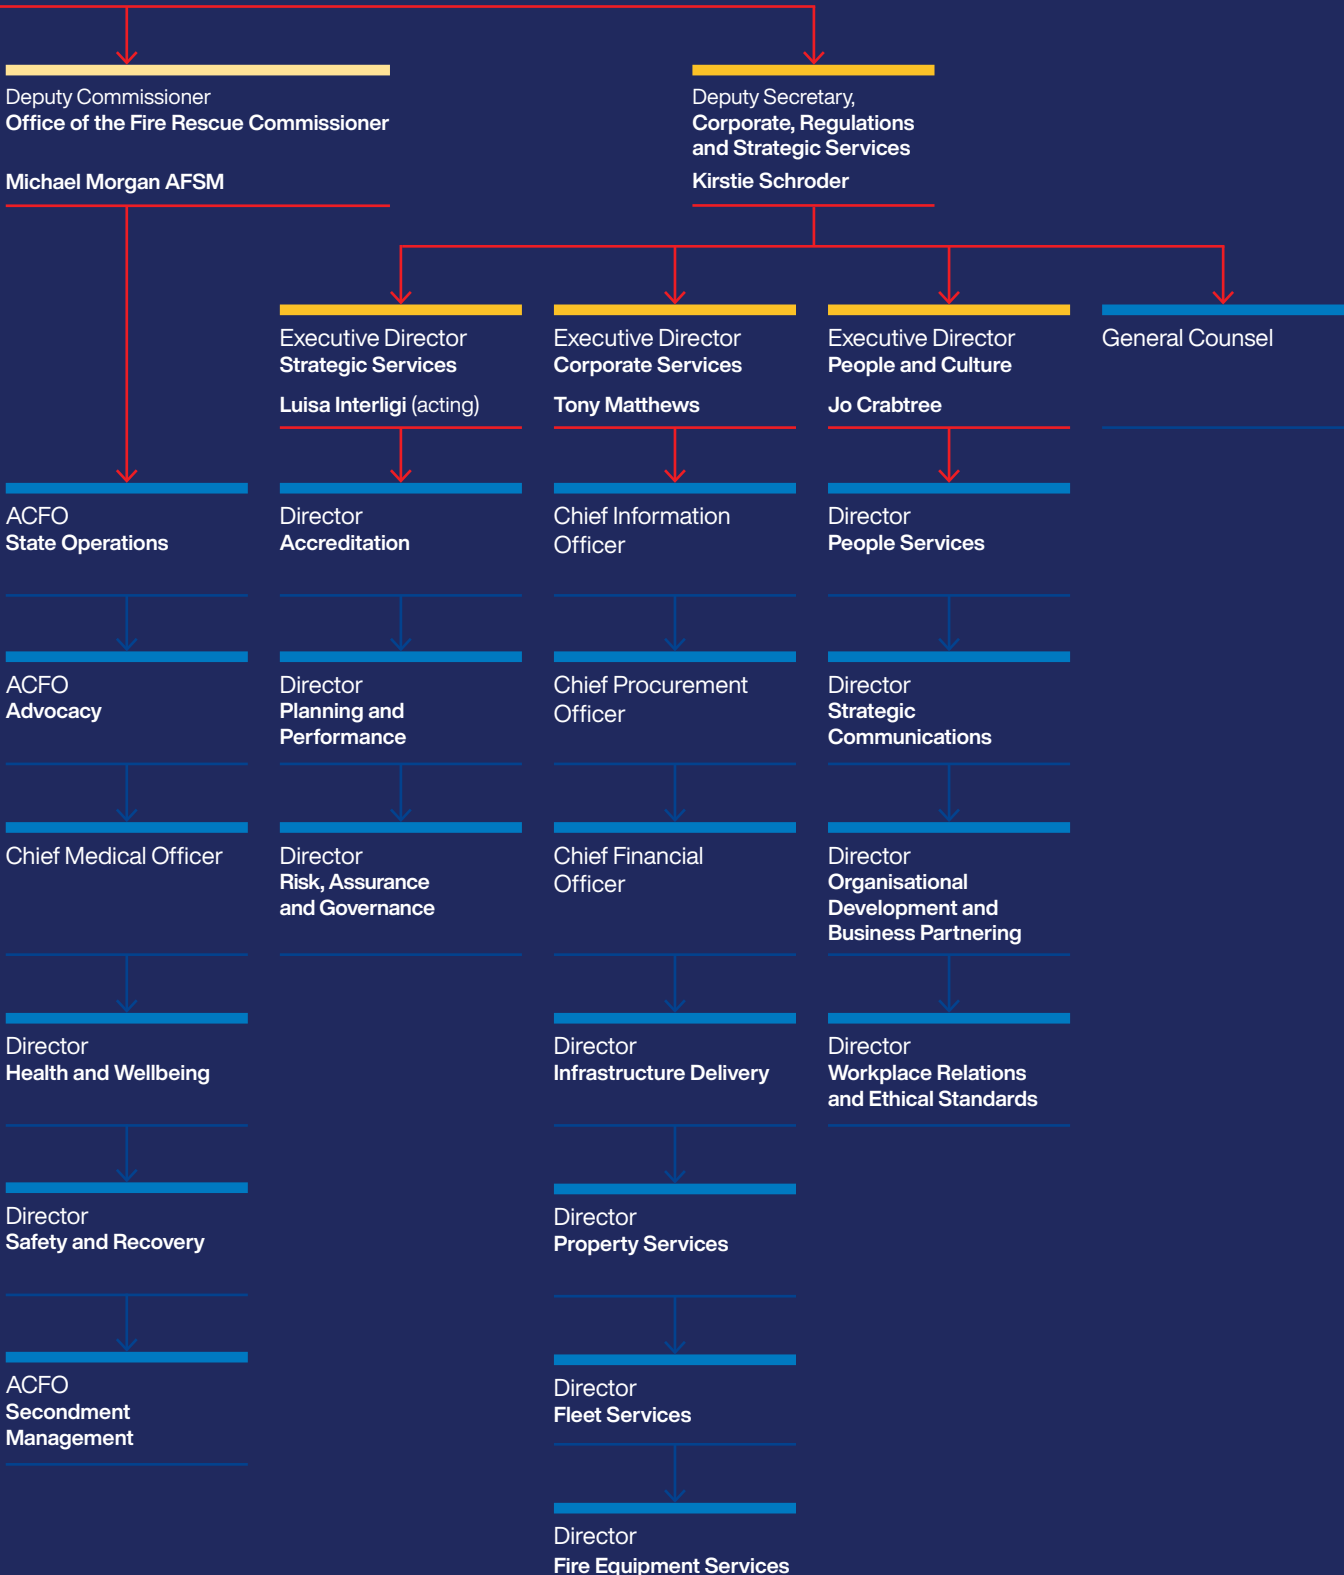 Deputy Commissioner
Office of the Fire Rescue Commissioner
Michael Morgan AFSM
Deputy Secretary,
Corporate, Regulations
and Strategic Services
Kirstie Schroder
Executive Director
Strategic Services
Luisa Interligi (acting)
Executive Director
Corporate Services
Tony Matthews
Executive Director
People and Culture
Jo Crabtree
General Counsel
ACFO
State Operations
Director
Accreditation
Chief Information
Officer
Director
People Services
ACFO
Advocacy
Director
Planning and
Performance
Chief Procurement
Officer
Director
Strategic
Communications
Chief Medical Officer
Director
Risk, Assurance
and Governance
Chief Financial
Officer
Director
Organisational
Development and
Business Partnering
Director
Health and Wellbeing
Director
Infrastructure Delivery
Director
Workplace Relations
and Ethical Standards
Director
Safety and Recovery
Director
Property Services
ACFO
Secondment
Management
Director
Fleet Services
Director
Fire Equipment Services